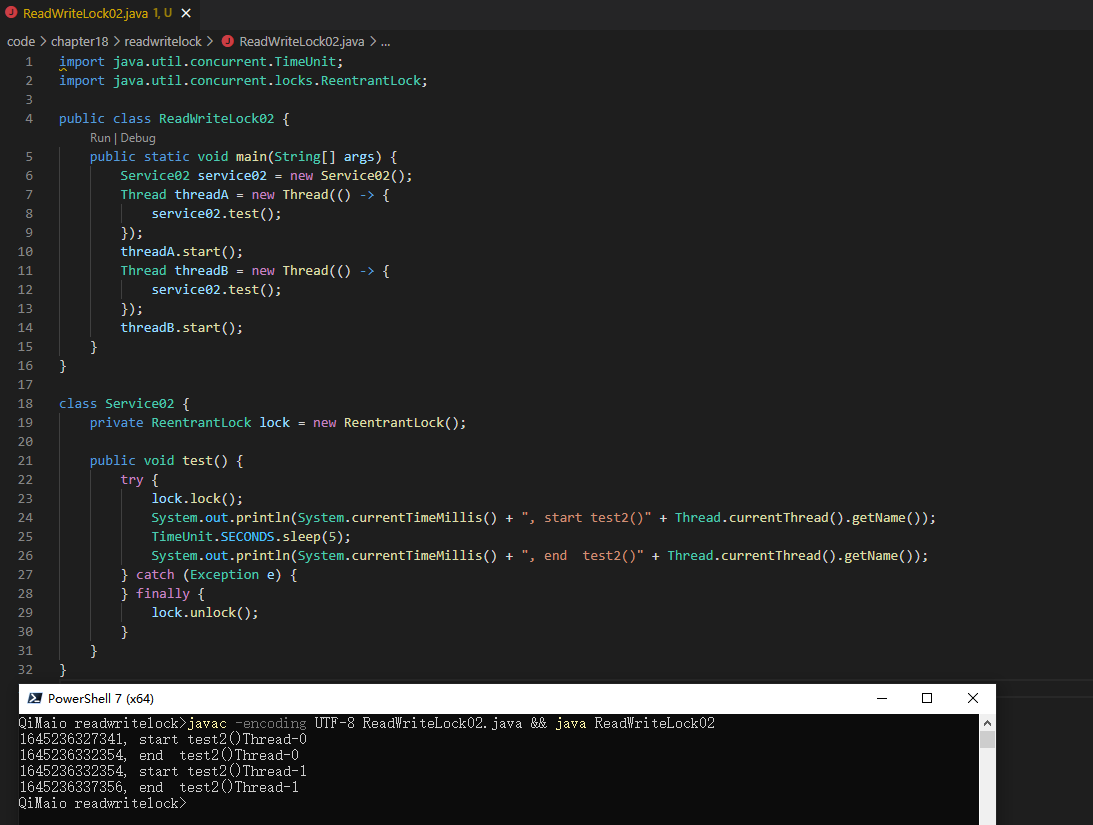 ReadWriteLock02.java 1, U
code > chapter18 > readwritelock > ReadWriteLock02.java > ...
1 import java.util.concurrent.TimeUnit;
2 import java.util.concurrent.locks.ReentrantLock;
3
4 public class ReadWriteLock02 {
Run | Debug
5 public static void main(String[] args) {
6 Service02 service02 = new Service02();
7 Thread threadA = new Thread(() -> {
8 service02.test();
9 });
10 threadA.start();
11 Thread threadB = new Thread(() -> {
12 service02.test();
13 });
14 threadB.start();
15 }
16 }
17
18 class Service02 {
19 private ReentrantLock lock = new ReentrantLock();
20
21 public void test() {
22 try {
23 lock.lock();
24 System.out.println(System.currentTimeMillis() + ", start test2()" + Thread.currentThread().getName());
25 TimeUnit.SECONDS.sleep(5);
26 System.out.println(System.currentTimeMillis() + ", end  test2()" + Thread.currentThread().getName());
27 } catch (Exception e) {
28 } finally {
29 lock.unlock();
30 }
31 }
32 }
PowerShell 7 (x64)
QiMaio readwritelock>javac -encoding UTF-8 ReadWriteLock02.java && java ReadWriteLock02
1645236327341, start test2()Thread-0
1645236332354, end  test2()Thread-0
1645236332354, start test2()Thread-1
1645236337356, end  test2()Thread-1
QiMaio readwritelock>